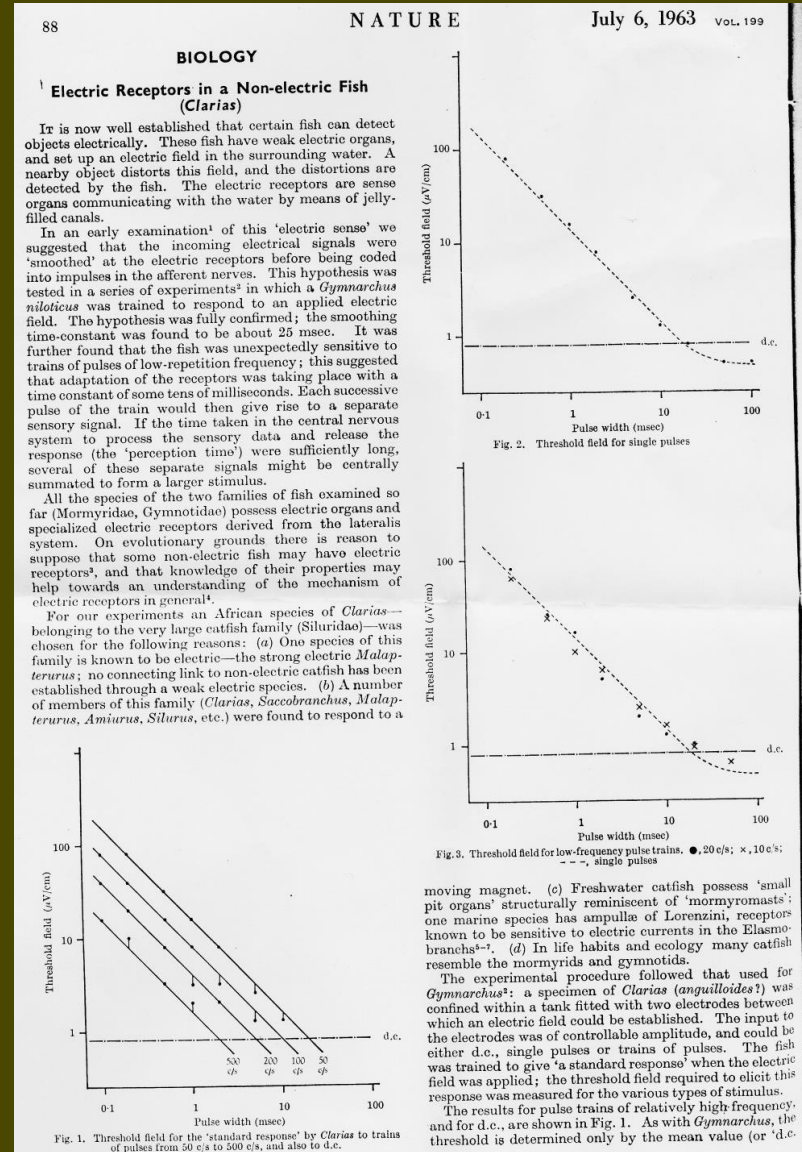 88
NATURE
July 6, 1963 VOL. 199
BIOLOGY
Electric Receptors in a Non-electric Fish
(Clarias)
IT is now well established that certain fish can detect
objects electrically. These fish have weak electric organs,
and set up an electric field in the surrounding water. A
nearby object distorts this field, and the distortions are
detected by the fish. The electric receptors are sense
organs communicating with the water by means of jelly-
filled canals.
In an early examination¹ of this 'electric sense' we
suggested that the incoming electrical signals were
'smoothed' at the electric receptors before being coded
into impulses in the afferent nerves. This hypothesis was
tested in a series of experiments² in which a Gymnarchus
niloticus was trained to respond to an applied electric
field. The hypothesis was fully confirmed; the smoothing
time-constant was found to be about 25 msec. It was
further found that the fish was unexpectedly sensitive to
trains of pulses of low-repetition frequency; this suggested
that adaptation of the receptors was taking place with a
time constant of some tens of milliseconds. Each successive
pulse of the train would then give rise to a separate
sensory signal. If the time taken in the central nervous
system to process the sensory data and release the
response (the 'perception time') were sufficiently long,
several of these separate signals might be centrally
summated to form a larger stimulus.
All the species of the two families of fish examined so
far (Mormyridae, Gymnotidae) possess electric organs and
specialized electric receptors derived from the lateralis
system. On evolutionary grounds there is reason to
suppose that some non-electric fish may have electric
receptors³, and that knowledge of their properties may
help towards an understanding of the mechanism of
electric receptors in general⁴.
For our experiments an African species of Clarias—
belonging to the very large catfish family (Siluridae)—was
chosen for the following reasons: (a) One species of this
family is known to be electric—the strong electric Malap-
terurus; no connecting link to non-electric catfish has been
established through a weak electric species. (b) A number
of members of this family (Clarias, Saccobranchus, Malap-
terurus, Amiurus, Silurus, etc.) were found to respond to a
Threshold field (μV/cm)
100
10
1
d.c.
500 c/s
200 c/s
100 c/s
50 c/s
0·1 1 10 100
Pulse width (msec)
Fig. 1. Threshold field for the 'standard response' by Clarias to trains
of pulses from 50 c/s to 500 c/s, and also to d.c.
Threshold field (μV/cm)
100
10
1
d.c.
0·1 1 10 100
Pulse width (msec)
Fig. 2. Threshold field for single pulses
Threshold field (μV/cm)
100
10
1
d.c.
0·1 1 10 100
Pulse width (msec)
Fig. 3. Threshold field for low-frequency pulse trains. ●, 20 c/s; ×, 10 c/s;
– – –, single pulses
moving magnet. (c) Freshwater catfish possess 'small
pit organs' structurally reminiscent of 'mormyromasts';
one marine species has ampullæ of Lorenzini, receptors
known to be sensitive to electric currents in the Elasmo-
branchs⁵⁻⁷. (d) In life habits and ecology many catfish
resemble the mormyrids and gymnotids.
The experimental procedure followed that used for
Gymnarchus²: a specimen of Clarias (anguilloides?) was
confined within a tank fitted with two electrodes between
which an electric field could be established. The input to
the electrodes was of controllable amplitude, and could be
either d.c., single pulses or trains of pulses. The fish
was trained to give 'a standard response' when the electric
field was applied; the threshold field required to elicit this
response was measured for the various types of stimulus.
The results for pulse trains of relatively high frequency,
and for d.c., are shown in Fig. 1. As with Gymnarchus, the
threshold is determined only by the mean value (or 'd.c.